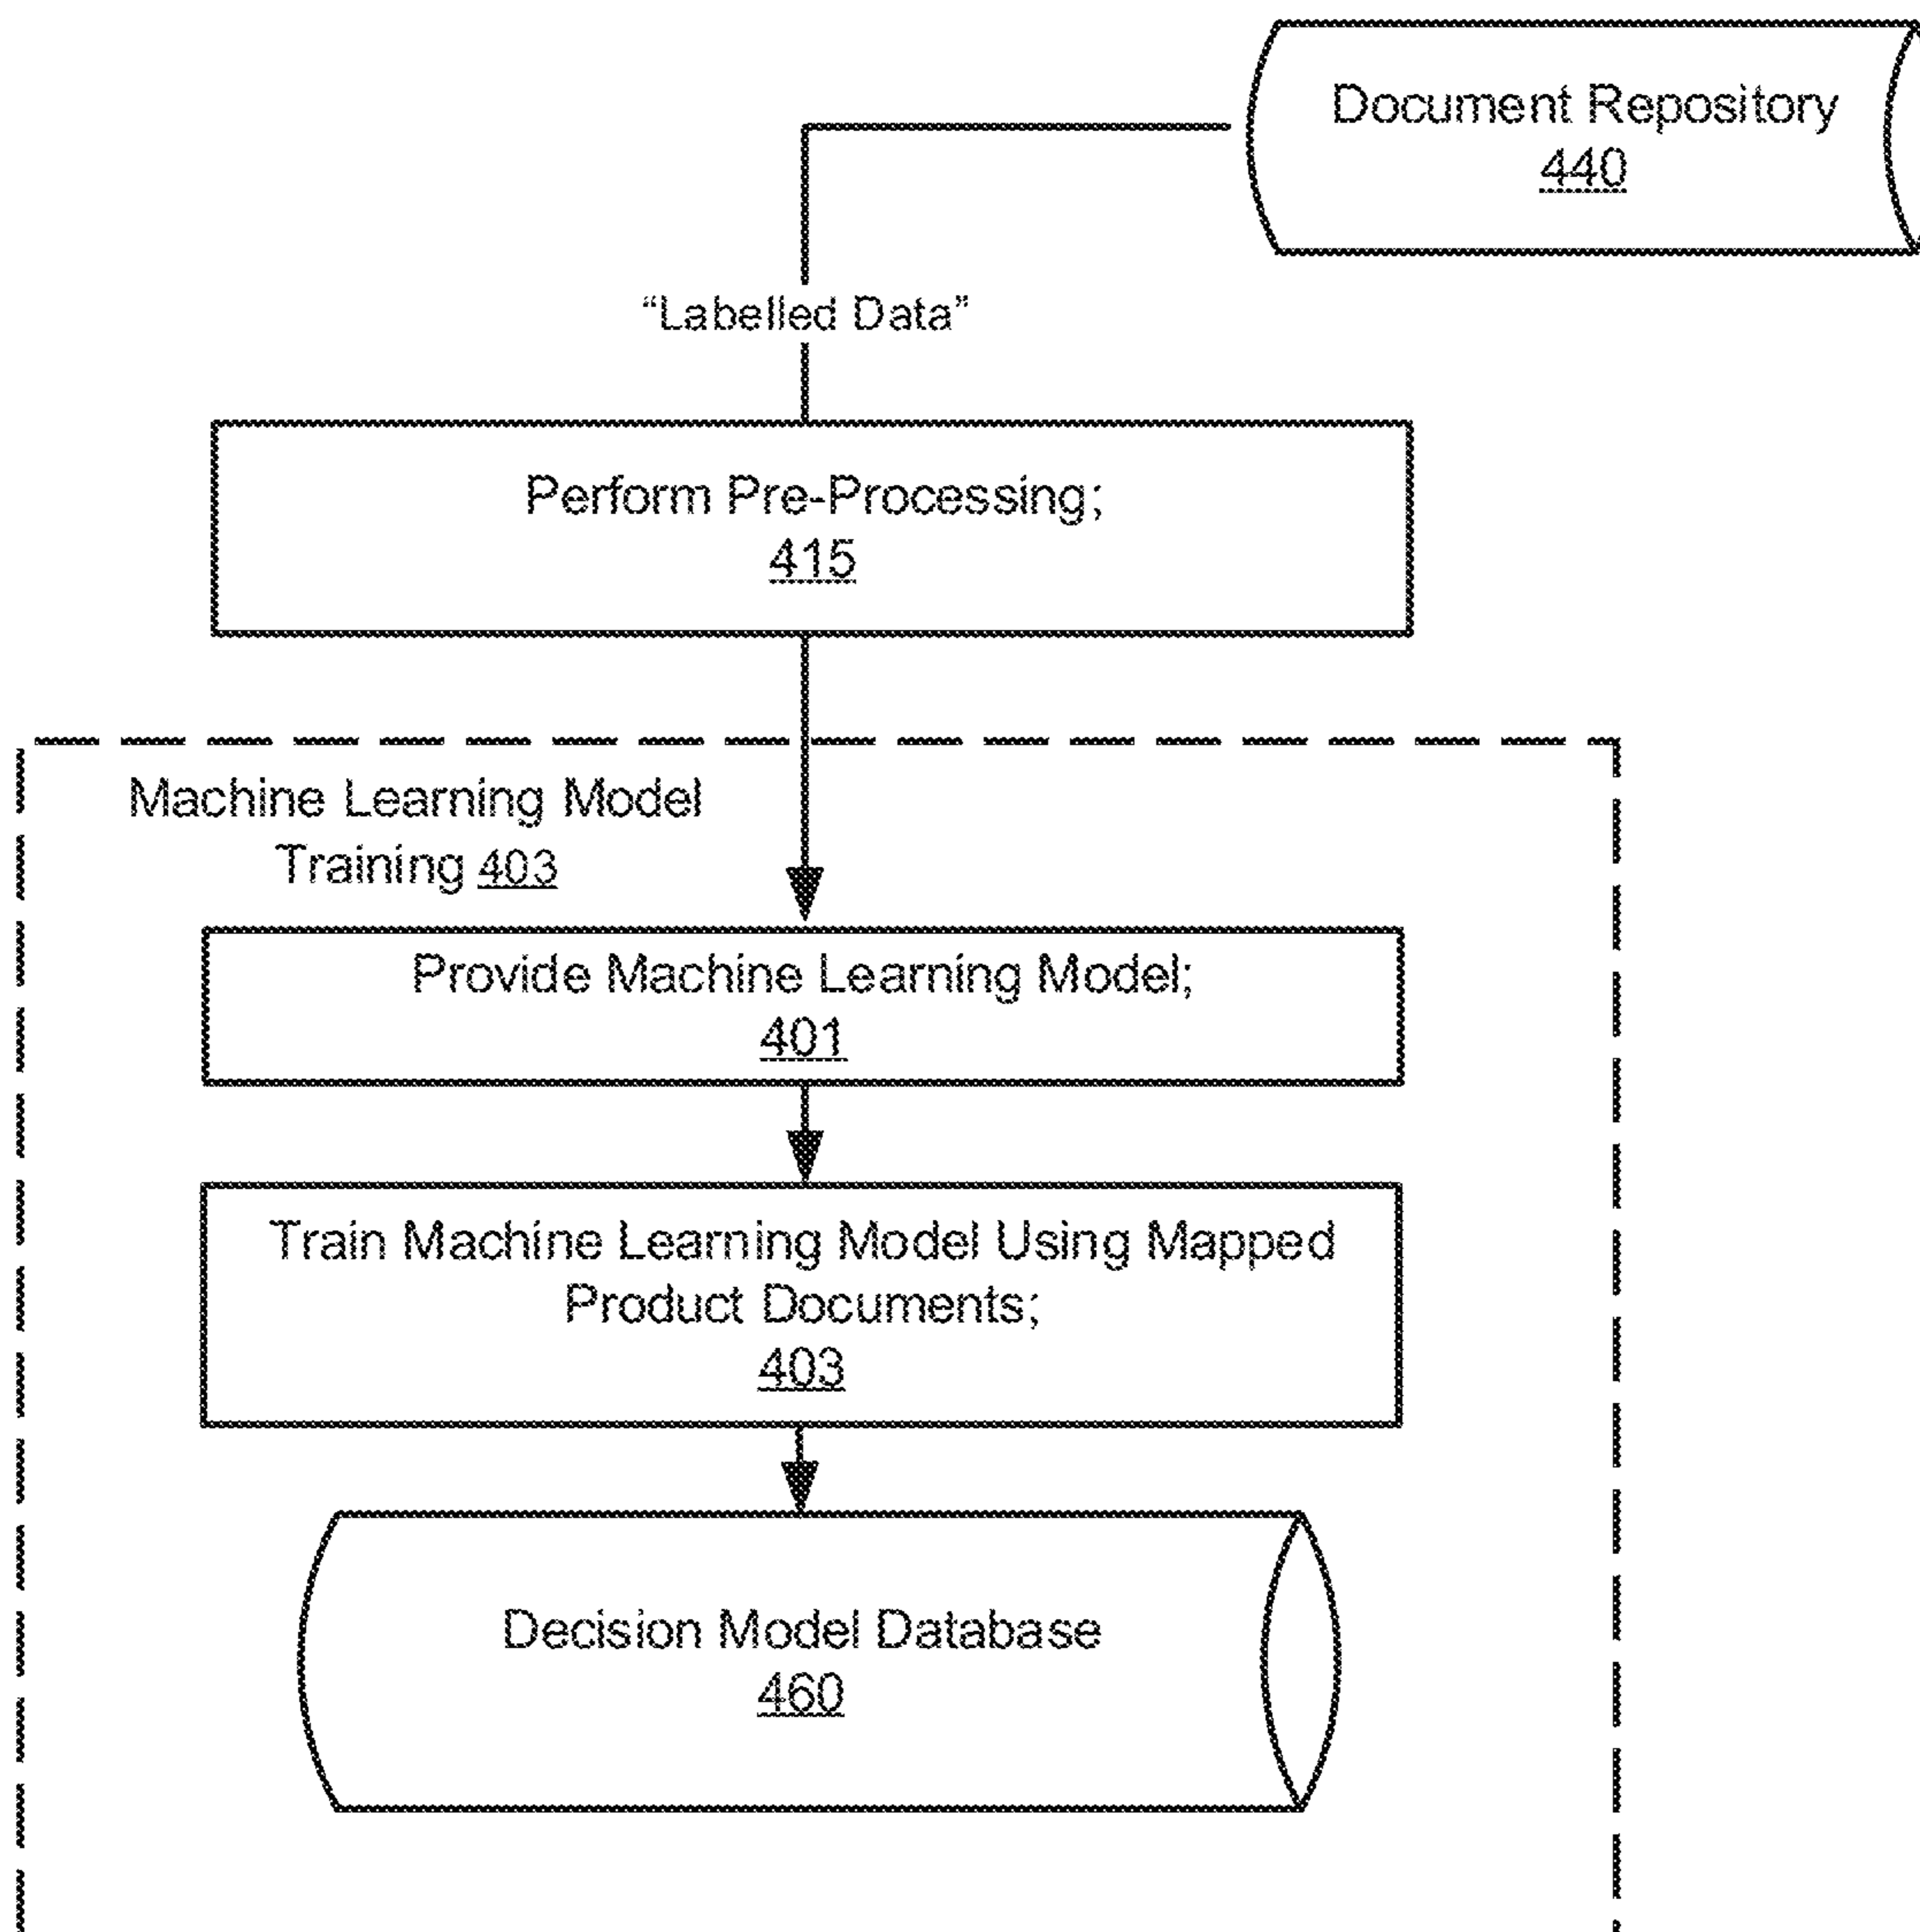 Document Repository
440
“Labelled Data”
Perform Pre-Processing;
415
Machine Learning Model
Training 403
Provide Machine Learning Model;
401
Train Machine Learning Model Using Mapped
Product Documents;
403
Decision Model Database
460